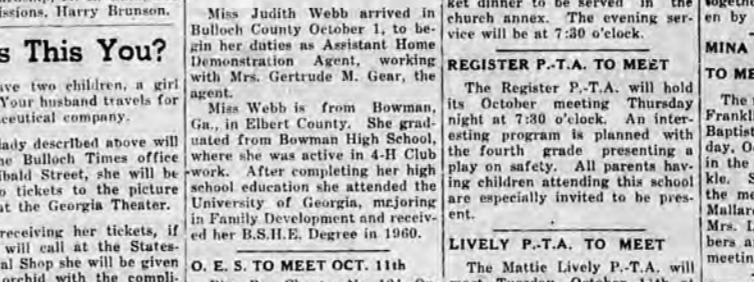 issions, Harry Brunson.
s This You?
ave two children, a girl
Your husband travels for
ceutical company.
lady described above will
he Bulloch Times office
ibald Street, she will be
o tickets to the picture
at the Georgia Theater.
receiving her tickets, if
will call at the States-
al Shop she will be given
orchid with the compli-
Miss Judith Webb arrived in
Bulloch County October 1, to be-
gin her duties as Assistant Home
Demonstration Agent, working
with Mrs. Gertrude M. Gear, the
agent.
Miss Webb is from Bowman,
Ga., in Elbert County. She grad-
uated from Bowman High School,
where she was active in 4-H Club
work. After completing her high
school education she attended the
University of Georgia, majoring
in Family Development and receiv-
ed her B.S.H.E. Degree in 1960.
O. E. S. TO MEET OCT. 11th
ket dinner to be served in the
church annex. The evening ser-
vice will be at 7:30 o'clock.
REGISTER P.-T.A. TO MEET
The Register P.-T.A. will hold
its October meeting Thursday
night at 7:30 o'clock. An inter-
esting program is planned with
the fourth grade presenting a
play on safety. All parents hav-
ing children attending this school
are especially invited to be pres-
ent.
LIVELY P.-T.A. TO MEET
The Mattie Lively P.-T.A. will
meet Tuesday, October 11th at
en by
MINA
TO ME
The
Frankli
Baptis
day, Oc
in the
kle. S
the me
Mallar
Mrs. L
bers a
meetin